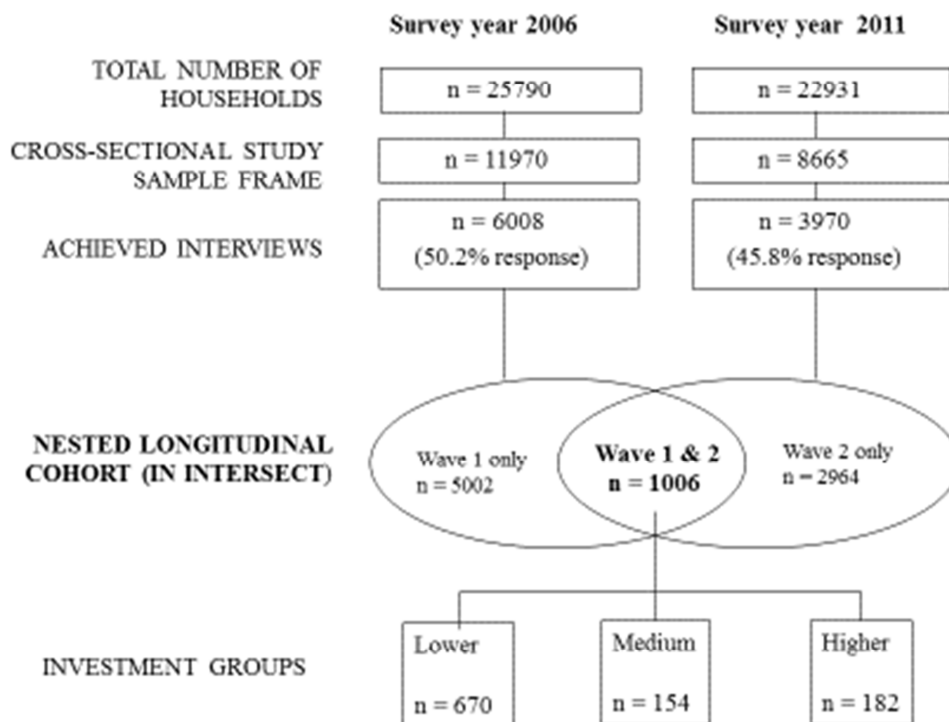 Survey year 2006
Survey year 2011
TOTAL NUMBER OF
HOUSEHOLDS
n = 25790
n = 22931
CROSS-SECTIONAL STUDY
SAMPLE FRAME
n = 11970
n = 8665
ACHIEVED INTERVIEWS
n = 6008
(50.2% response)
n = 3970
(45.8% response)
NESTED LONGITUDINAL
COHORT (IN INTERSECT)
Wave 1 only
n = 5002
Wave 1 & 2
n = 1006
Wave 2 only
n = 2964
INVESTMENT GROUPS
Lower
n = 670
Medium
n = 154
Higher
n = 182